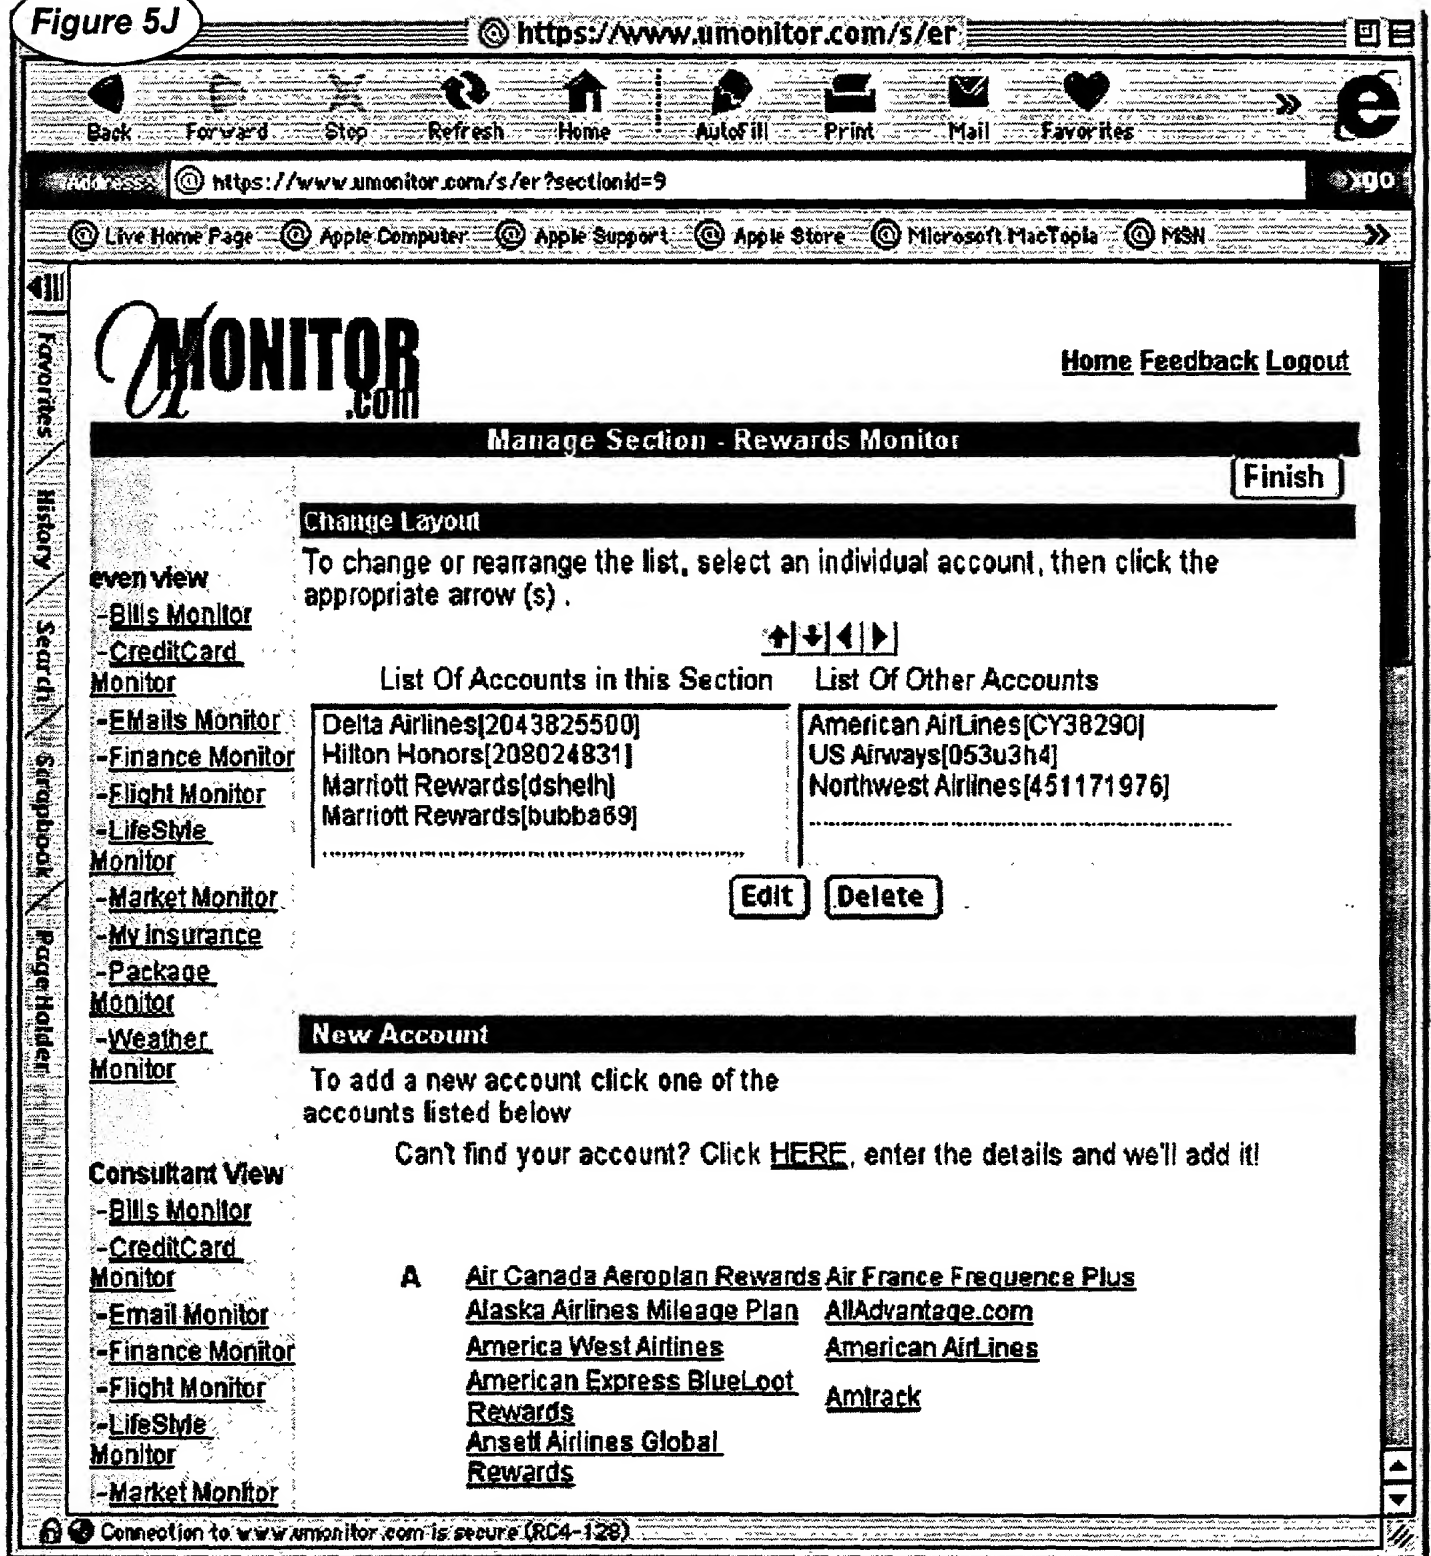 Figure 5J
https://www.umonitor.com/s/er
Back Forward Stop Refresh Home AutoFill Print Mail Favorites
Address https://www.umonitor.com/s/er?sectionid=9 go
Live Home Page Apple Computer Apple Support Apple Store Microsoft MacTopia MSN
Favorites
History
Search
Scrapbook
Page Holder
UMONITOR
.com
Home Feedback Logout
Manage Section - Rewards Monitor
Finish
even view
-Bills Monitor
-CreditCard
Monitor
-EMails Monitor
-Finance Monitor
-Flight Monitor
-LifeStyle
Monitor
-Market Monitor
-My Insurance
-Package
Monitor
-Weather
Monitor
Consultant View
-Bills Monitor
-CreditCard
Monitor
-Email Monitor
-Finance Monitor
-Flight Monitor
-LifeStyle
Monitor
-Market Monitor
Change Layout
To change or rearrange the list, select an individual account, then click the
appropriate arrow (s) .
List Of Accounts in this Section
Delta Airlines[2043825500]
Hilton Honors[208024831]
Marriott Rewards[dsheth]
Marriott Rewards[bubba69]
List Of Other Accounts
American AirLines[CY38290]
US Airways[053u3h4]
Northwest Airlines[451171976]
Edit Delete
New Account
To add a new account click one of the
accounts listed below
Can't find your account? Click HERE, enter the details and we'll add it!
A Air Canada Aeroplan Rewards Air France Frequence Plus
Alaska Airlines Mileage Plan AllAdvantage.com
America West Airlines American AirLines
American Express BlueLoot
Rewards Amtrack
Ansett Airlines Global
Rewards
Connection to www.umonitor.com is secure (RC4-128)